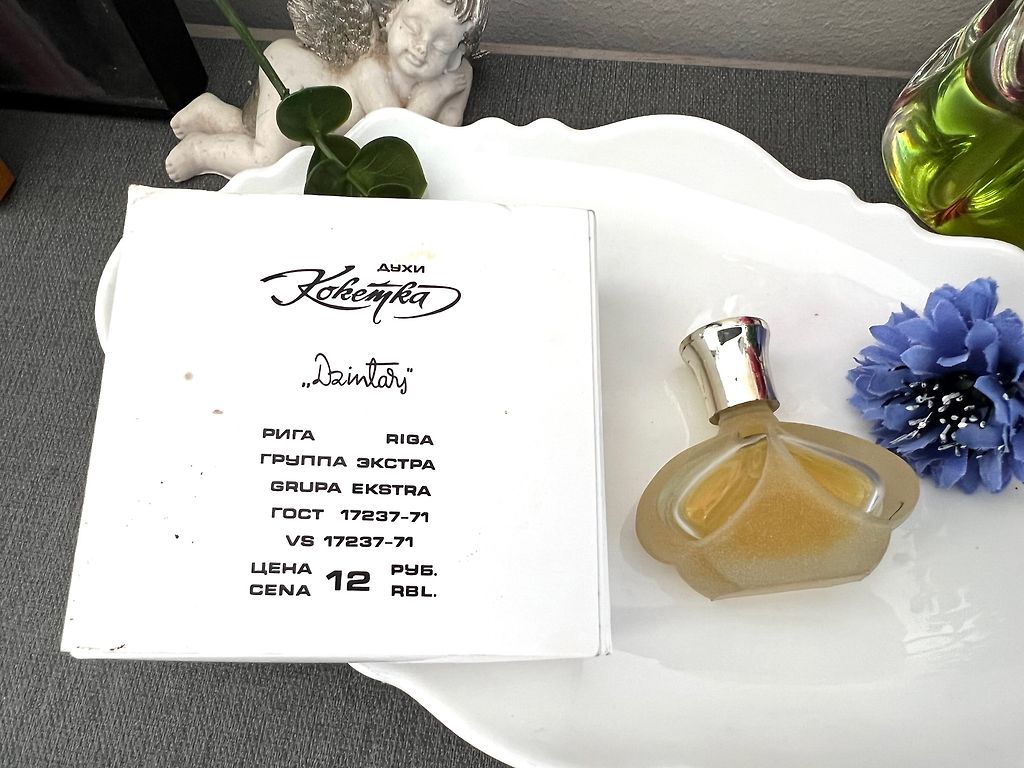 ДУХИ
Кокетка
„Dzintars"
РИГА RIGA
ГРУППА ЭКСТРА
GRUPA EKSTRA
ГОСТ 17237-71
VS 17237-71
ЦЕНА 12 РУБ.
CENA RBL.